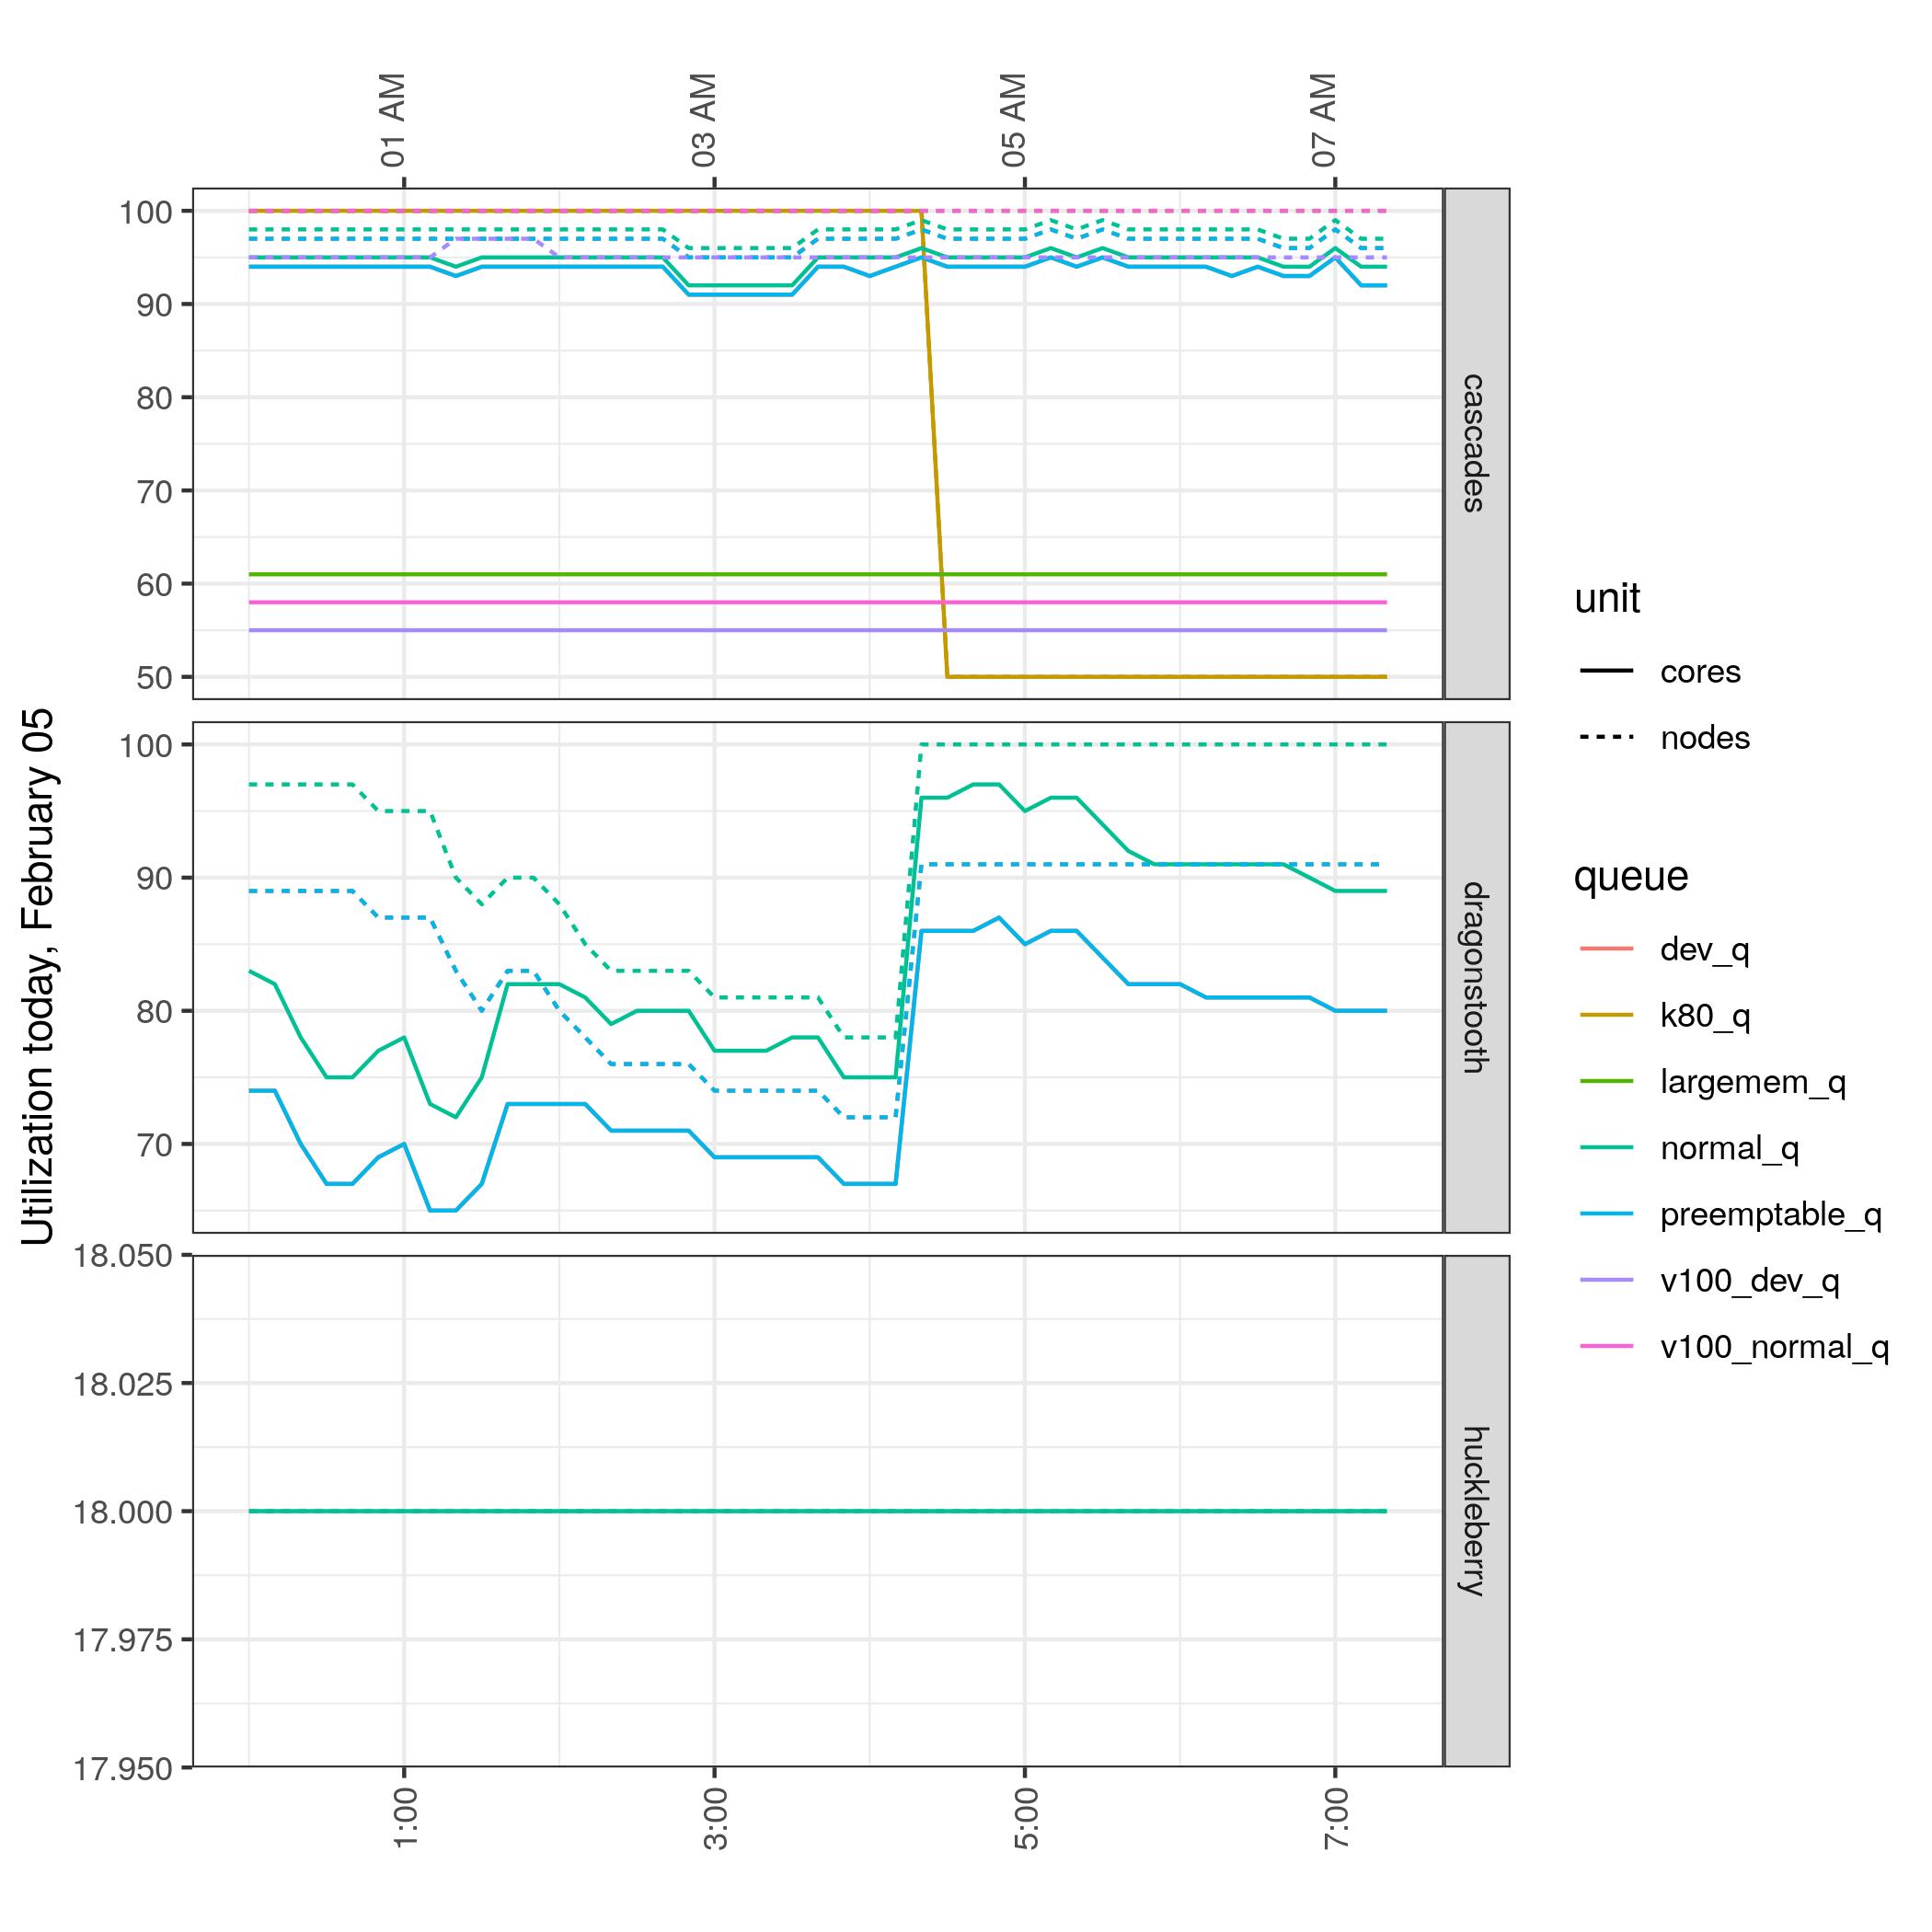 01 AM
03 AM
05 AM
07 AM
100
90
80
70
60
50
cascades
100
90
80
70
dragonstooth
18.050
18.025
18.000
17.975
17.950
huckleberry
1:00
3:00
5:00
7:00
Utilization today, February 05
unit
cores
nodes
queue
dev_q
k80_q
largemem_q
normal_q
preemptable_q
v100_dev_q
v100_normal_q